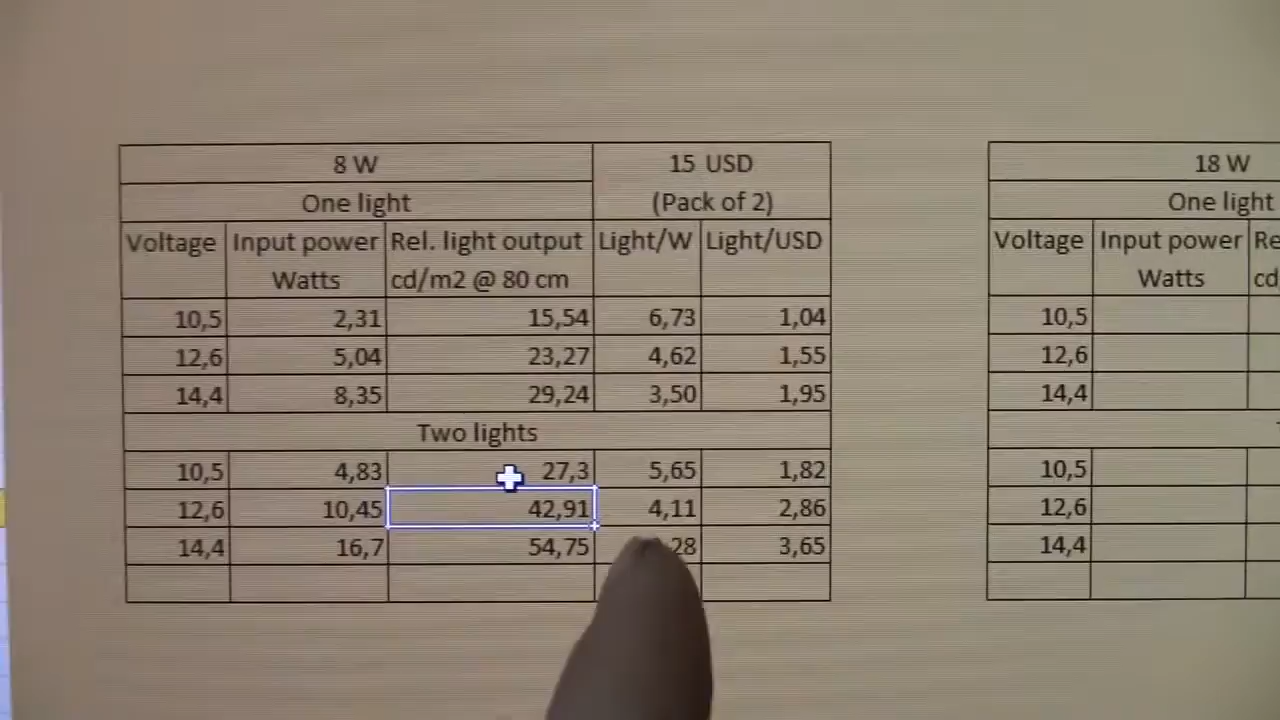 8 W
15 USD
One light
(Pack of 2)
Voltage Input power Rel. light output Light/W Light/USD
Watts cd/m2 @ 80 cm
10,5 2,31 15,54 6,73 1,04
12,6 5,04 23,27 4,62 1,55
14,4 8,35 29,24 3,50 1,95
Two lights
10,5 4,83 27,3 5,65 1,82
12,6 10,45 42,91 4,11 2,86
14,4 16,7 54,75 28 3,65
18 W
One light
Voltage Input power Re
Watts cd
10,5
12,6
14,4
10,5
12,6
14,4